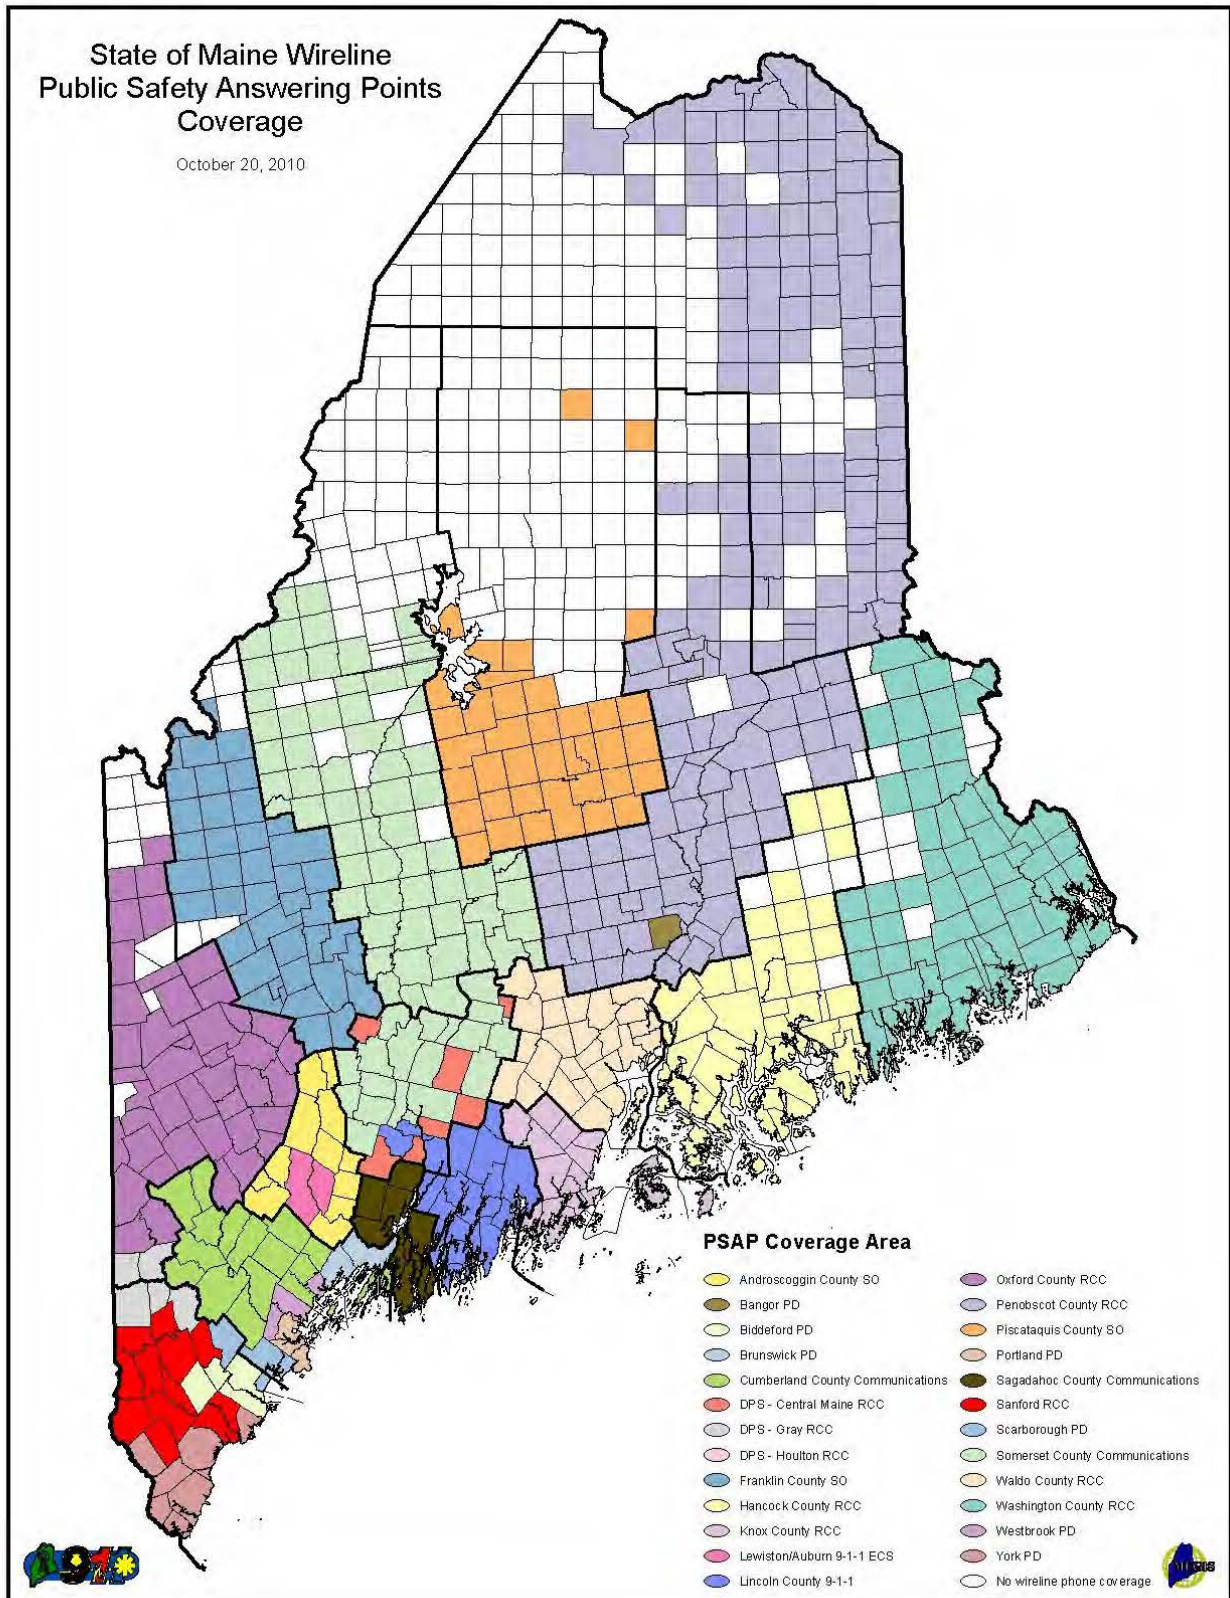 State of Maine Wireline
Public Safety Answering Points
Coverage
October 20, 2010
PSAP Coverage Area
Androscoggin County SO
Bangor PD
Biddeford PD
Brunswick PD
Cumberland County Communications
DPS - Central Maine RCC
DPS - Gray RCC
DPS - Houlton RCC
Franklin County SO
Hancock County RCC
Knox County RCC
Lewiston/Auburn 9-1-1 ECS
Lincoln County 9-1-1
Oxford County RCC
Penobscot County RCC
Piscataquis County SO
Portland PD
Sagadahoc County Communications
Sanford RCC
Scarborough PD
Somerset County Communications
Waldo County RCC
Washington County RCC
Westbrook PD
York PD
No wireline phone coverage